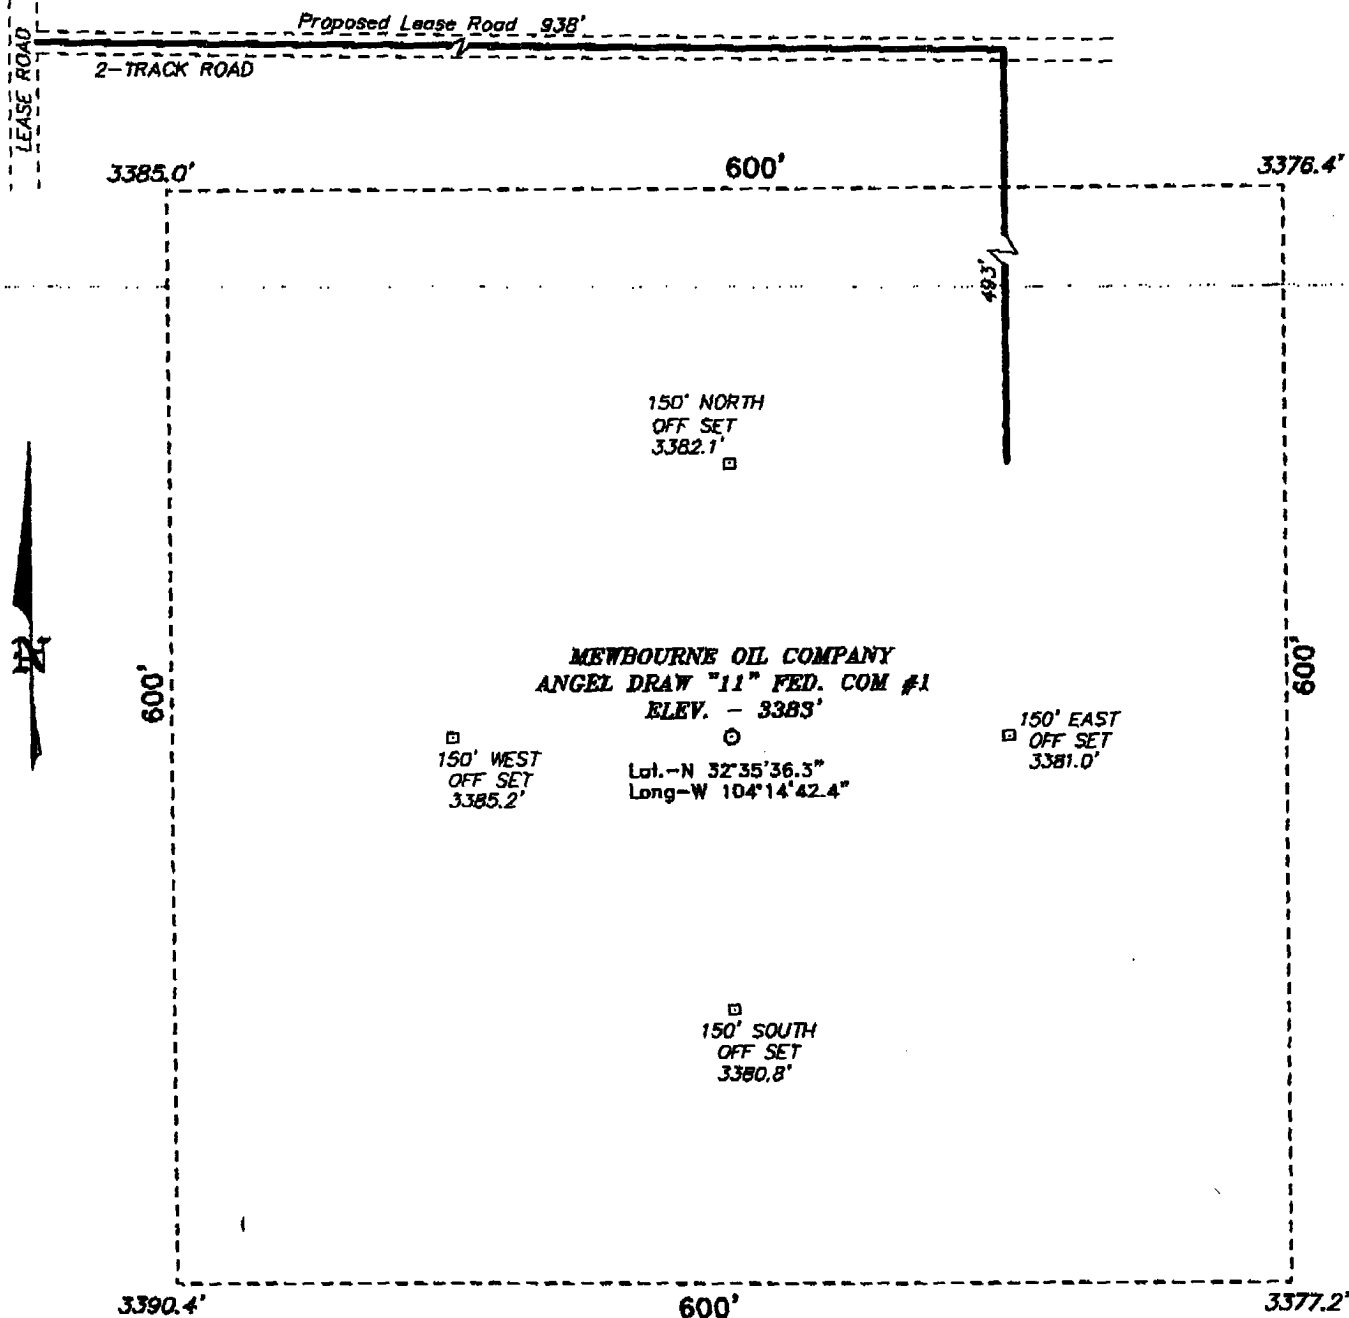 Proposed Lease Road 938'
LEASE ROAD
2-TRACK ROAD
3385.0'
600'
3376.4'
493'
150' NORTH
OFF SET
3382.1'
600'
MEWBOURNE OIL COMPANY
ANGEL DRAW "11" FED. COM #1
ELEV. - 3383'
600'
150' WEST
OFF SET
3385.2'
Lat.-N 32°35'36.3"
Long-W 104°14'42.4"
150' EAST
OFF SET
3381.0'
150' SOUTH
OFF SET
3380.8'
3390.4'
600'
3377.2'